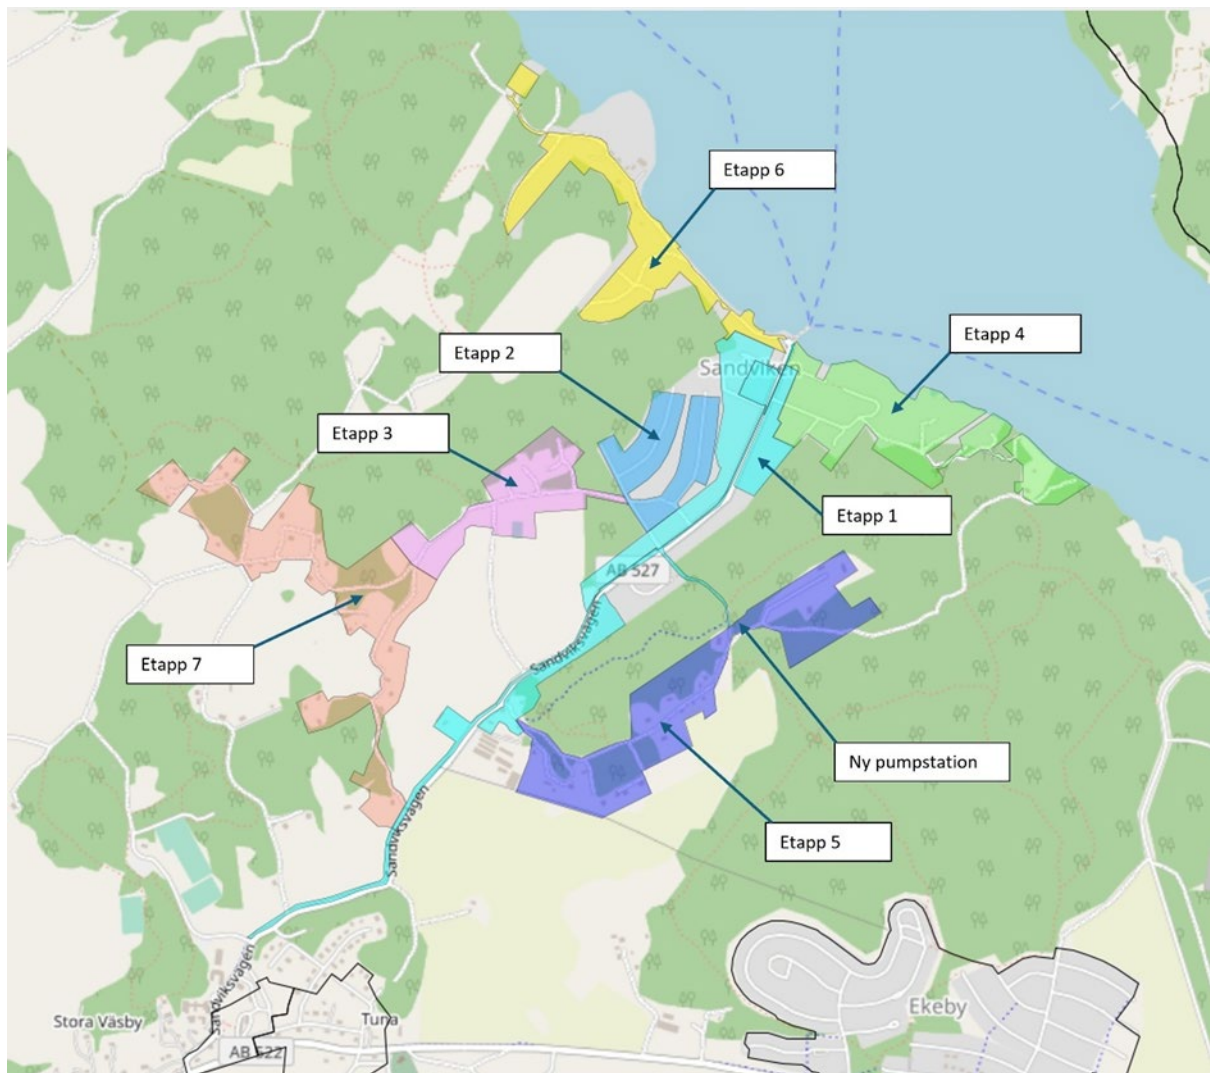 Etapp 6
Etapp 4
Etapp 2
Sandviken
Etapp 3
Etapp 1
AB 527
Sandviksvägen
Etapp 7
Ny pumpstation
Sandviksvägen
Etapp 5
Sandviksvägen
Ekeby
Stora Väsby
Tuna
AB 522